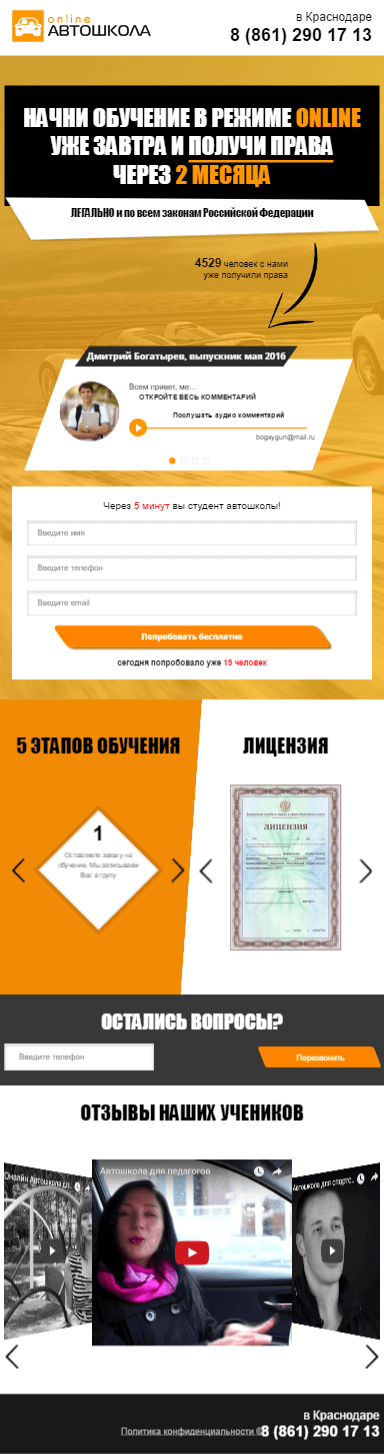 online
АВТОШКОЛА
в Краснодаре
8 (861) 290 17 13
НАЧНИ ОБУЧЕНИЕ В РЕЖИМЕ ONLINE
УЖЕ ЗАВТРА И ПОЛУЧИ ПРАВА
ЧЕРЕЗ 2 МЕСЯЦА
ЛЕГАЛЬНО и по всем законам Российской Федерации
4529 человек с нами
уже получили права
Дмитрий Богатырев, выпускник мая 2016
Всем привет, ме...
ОТКРОЙТЕ ВЕСЬ КОММЕНТАРИЙ
Послушать аудио комментарий
bogxygun@mail.ru
Через 5 минут вы студент автошколы!
Введите имя
Введите телефон
Введите email
Попробовать бесплатно
сегодня попробовало уже 19 человек
5 ЭТАПОВ ОБУЧЕНИЯ
1
Оставляете заявку на
обучение. Мы записываем
Вас в групу
ЛИЦЕНЗИЯ
ЛИЦЕНЗИЯ
ОСТАЛИСЬ ВОПРОСЫ?
Введите телефон
Перезвонить
ОТЗЫВЫ НАШИХ УЧЕНИКОВ
Онлайн Автошкола дл...
Автошкола для педагогов
Автошкола для спортс...
в Краснодаре
Политика конфиденциальности ©
8 (861) 290 17 13